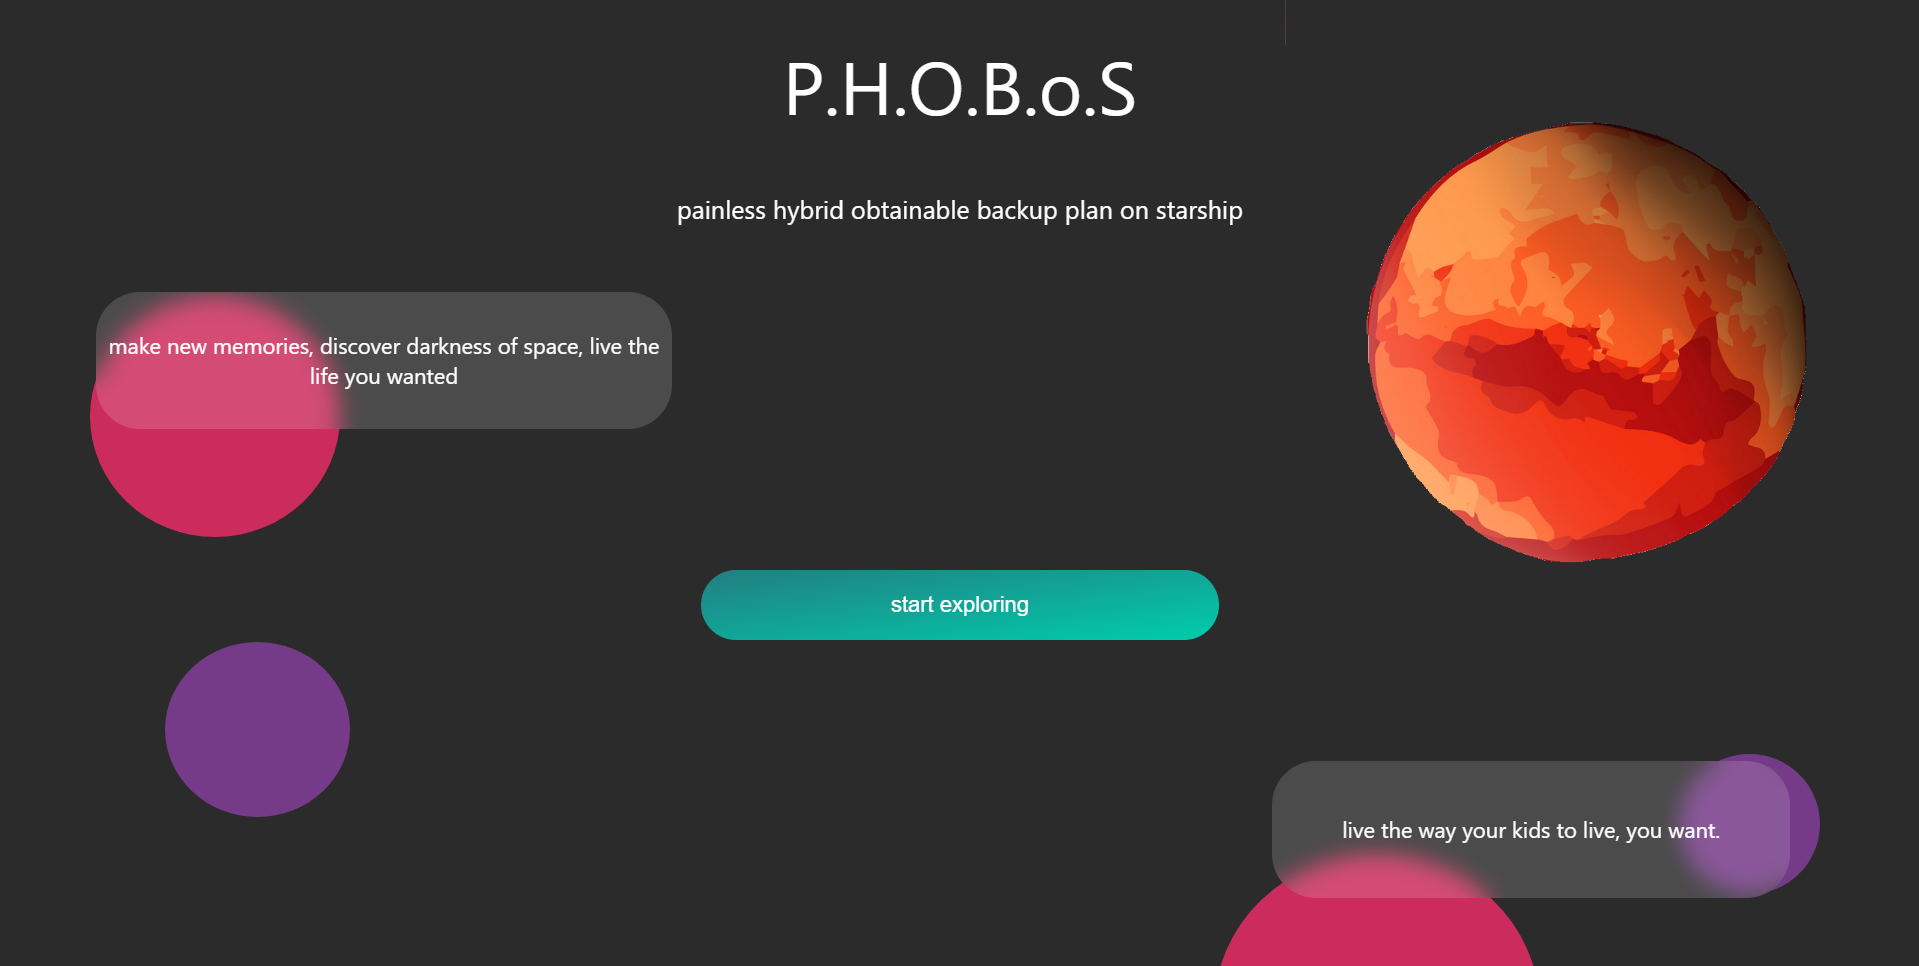 P.H.O.B.o.S
painless hybrid obtainable backup plan on starship
make new memories, discover darkness of space, live the
life you wanted
start exploring
live the way your kids to live, you want.